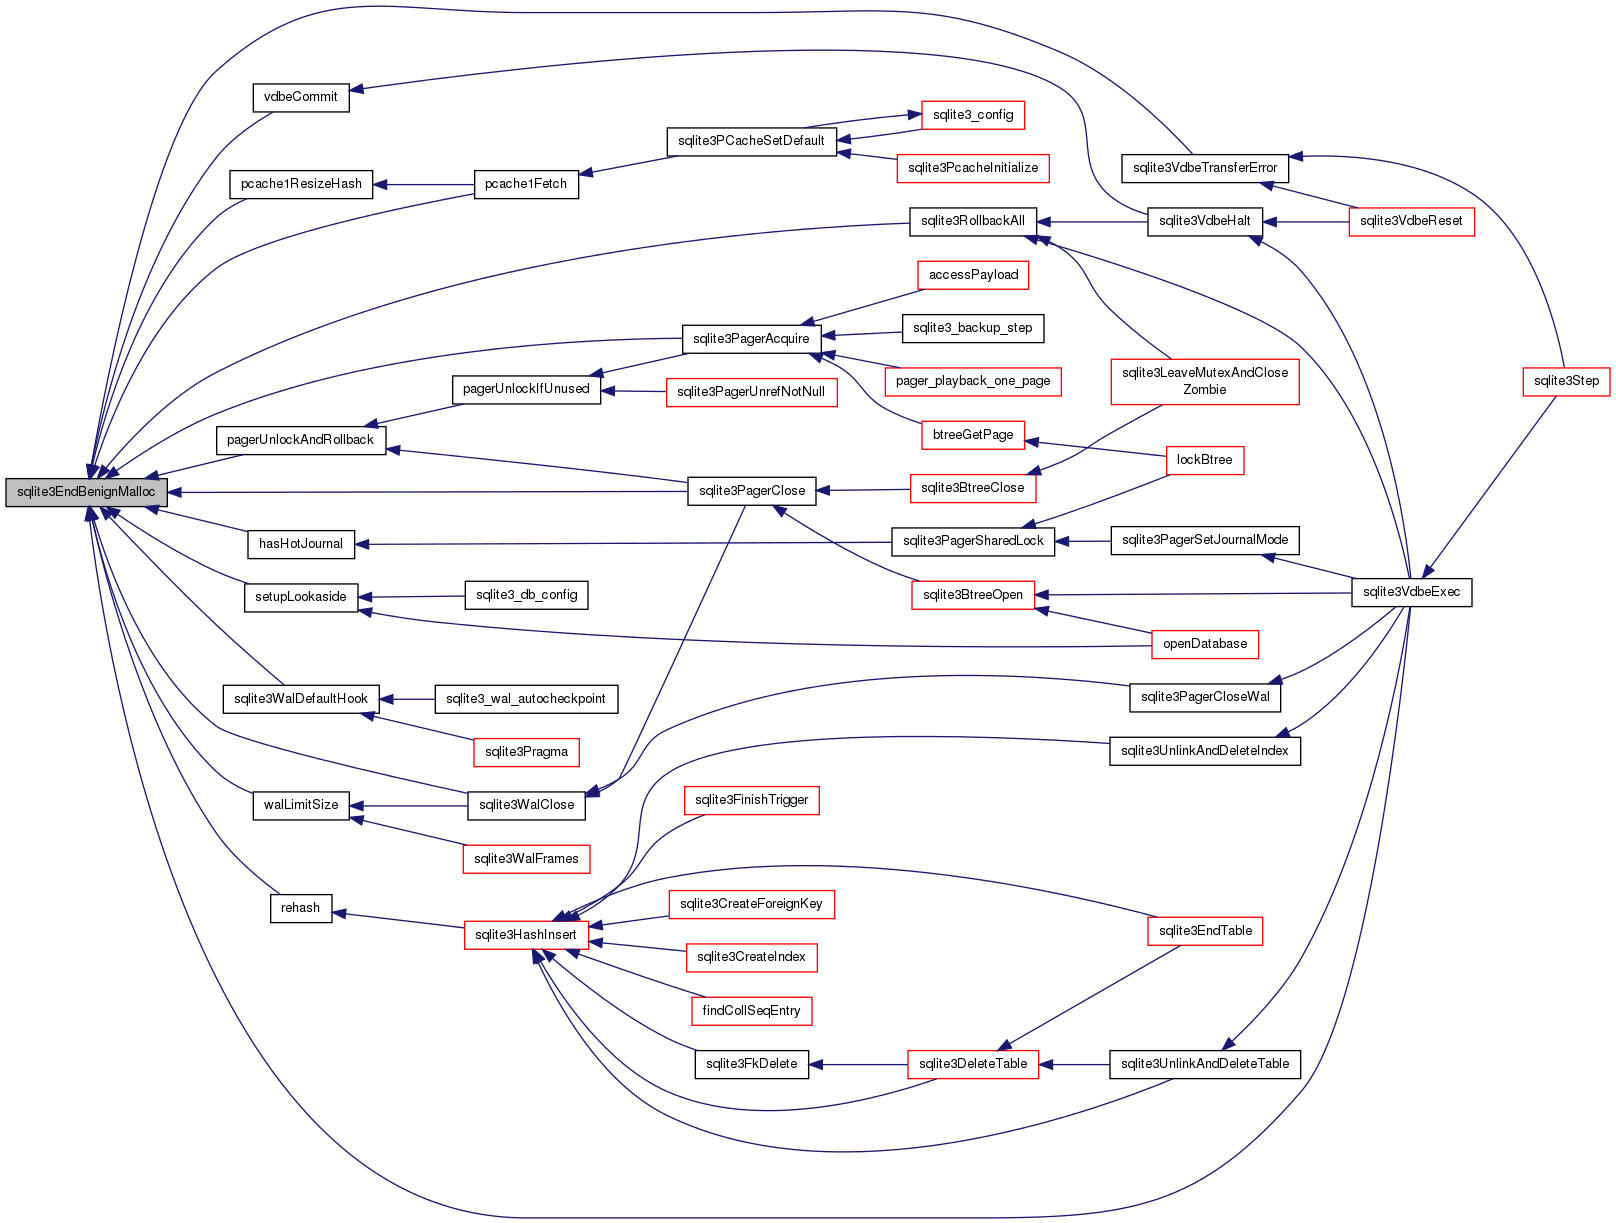 vdbeCommit
sqlite3_config
sqlite3PCacheSetDefault
sqlite3PcacheInitialize
sqlite3VdbeTransferError
pcache1ResizeHash
pcache1Fetch
sqlite3RollbackAll
sqlite3VdbeHalt
sqlite3VdbeReset
accessPayload
sqlite3_backup_step
sqlite3PagerAcquire
pager_playback_one_page
sqlite3LeaveMutexAndClose
Zombie
sqlite3Step
pagerUnlockIfUnused
sqlite3PagerUnrefNotNull
pagerUnlockAndRollback
btreeGetPage
lockBtree
sqlite3EndBenignMalloc
sqlite3PagerClose
sqlite3BtreeClose
hasHotJournal
sqlite3PagerSharedLock
sqlite3PagerSetJournalMode
setupLookaside
sqlite3_db_config
sqlite3BtreeOpen
sqlite3VdbeExec
openDatabase
sqlite3WalDefaultHook
sqlite3_wal_autocheckpoint
sqlite3PagerCloseWal
sqlite3Pragma
sqlite3UnlinkAndDeleteIndex
walLimitSize
sqlite3WalClose
sqlite3FinishTrigger
sqlite3WalFrames
rehash
sqlite3HashInsert
sqlite3CreateForeignKey
sqlite3EndTable
sqlite3CreateIndex
findCollSeqEntry
sqlite3FkDelete
sqlite3DeleteTable
sqlite3UnlinkAndDeleteTable